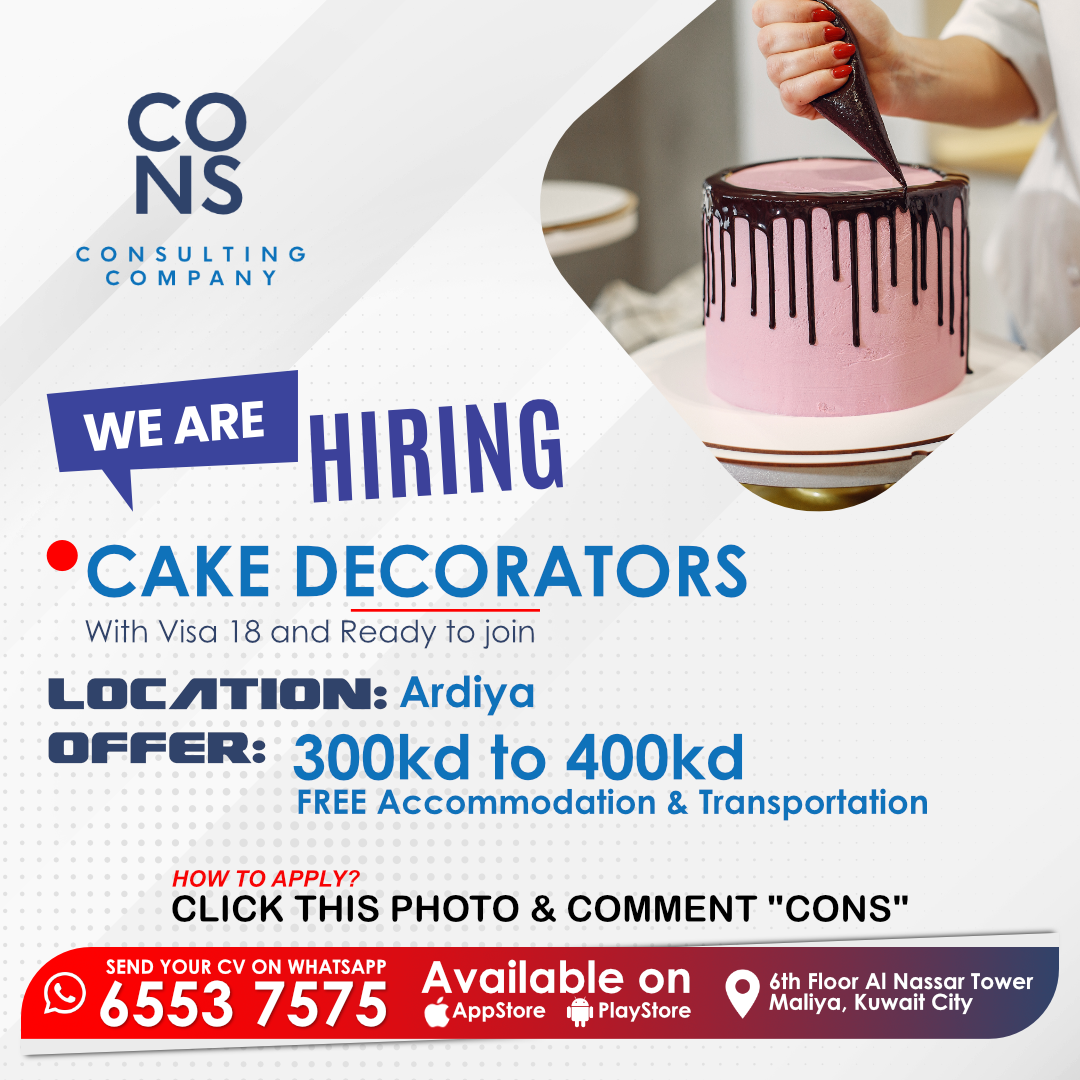 CO
NS
CONSULTING
COMPANY
WE ARE HIRING
CAKE DECORATORS
With Visa 18 and Ready to join
LOCATION: Ardiya
OFFER: 300kd to 400kd
FREE Accommodation & Transportation
HOW TO APPLY?
CLICK THIS PHOTO & COMMENT "CONS"
SEND YOUR CV ON WHATSAPP
6553 7575
Available on
AppStore PlayStore
6th Floor Al Nassar Tower
Maliya, Kuwait City